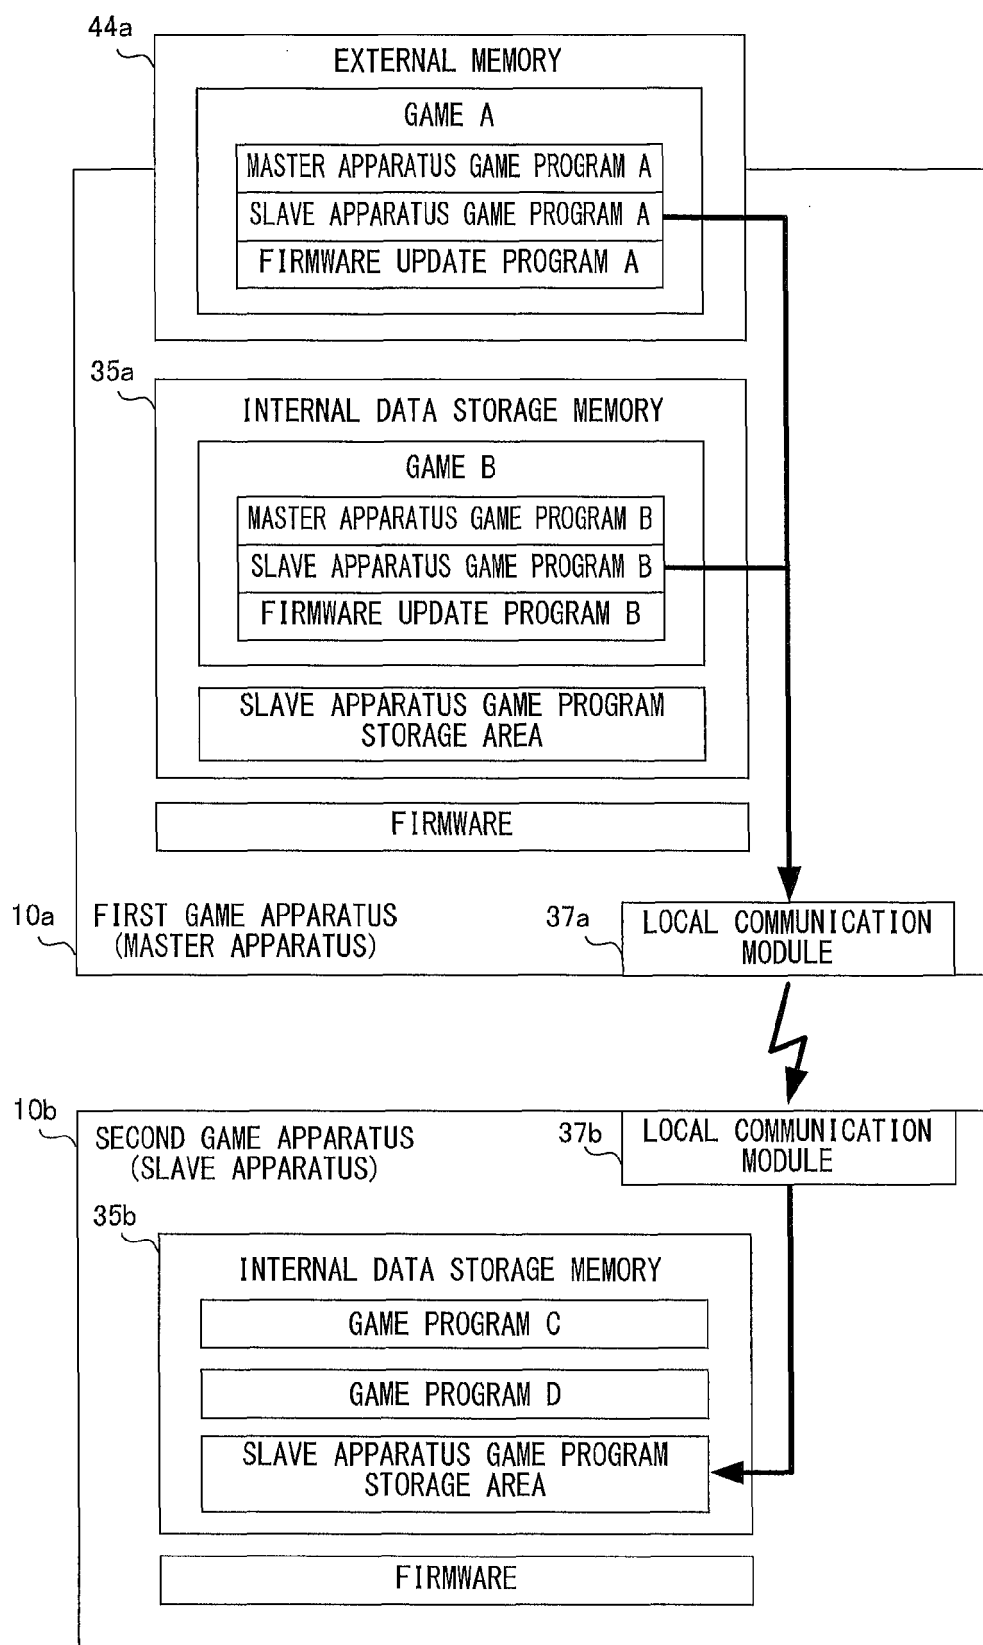 44a
EXTERNAL MEMORY
GAME A
MASTER APPARATUS GAME PROGRAM A
SLAVE APPARATUS GAME PROGRAM A
FIRMWARE UPDATE PROGRAM A
35a
INTERNAL DATA STORAGE MEMORY
GAME B
MASTER APPARATUS GAME PROGRAM B
SLAVE APPARATUS GAME PROGRAM B
FIRMWARE UPDATE PROGRAM B
SLAVE APPARATUS GAME PROGRAM
STORAGE AREA
FIRMWARE
10a
FIRST GAME APPARATUS
(MASTER APPARATUS)
37a
LOCAL COMMUNICATION
MODULE
10b
SECOND GAME APPARATUS
(SLAVE APPARATUS)
37b
LOCAL COMMUNICATION
MODULE
35b
INTERNAL DATA STORAGE MEMORY
GAME PROGRAM C
GAME PROGRAM D
SLAVE APPARATUS GAME PROGRAM
STORAGE AREA
FIRMWARE